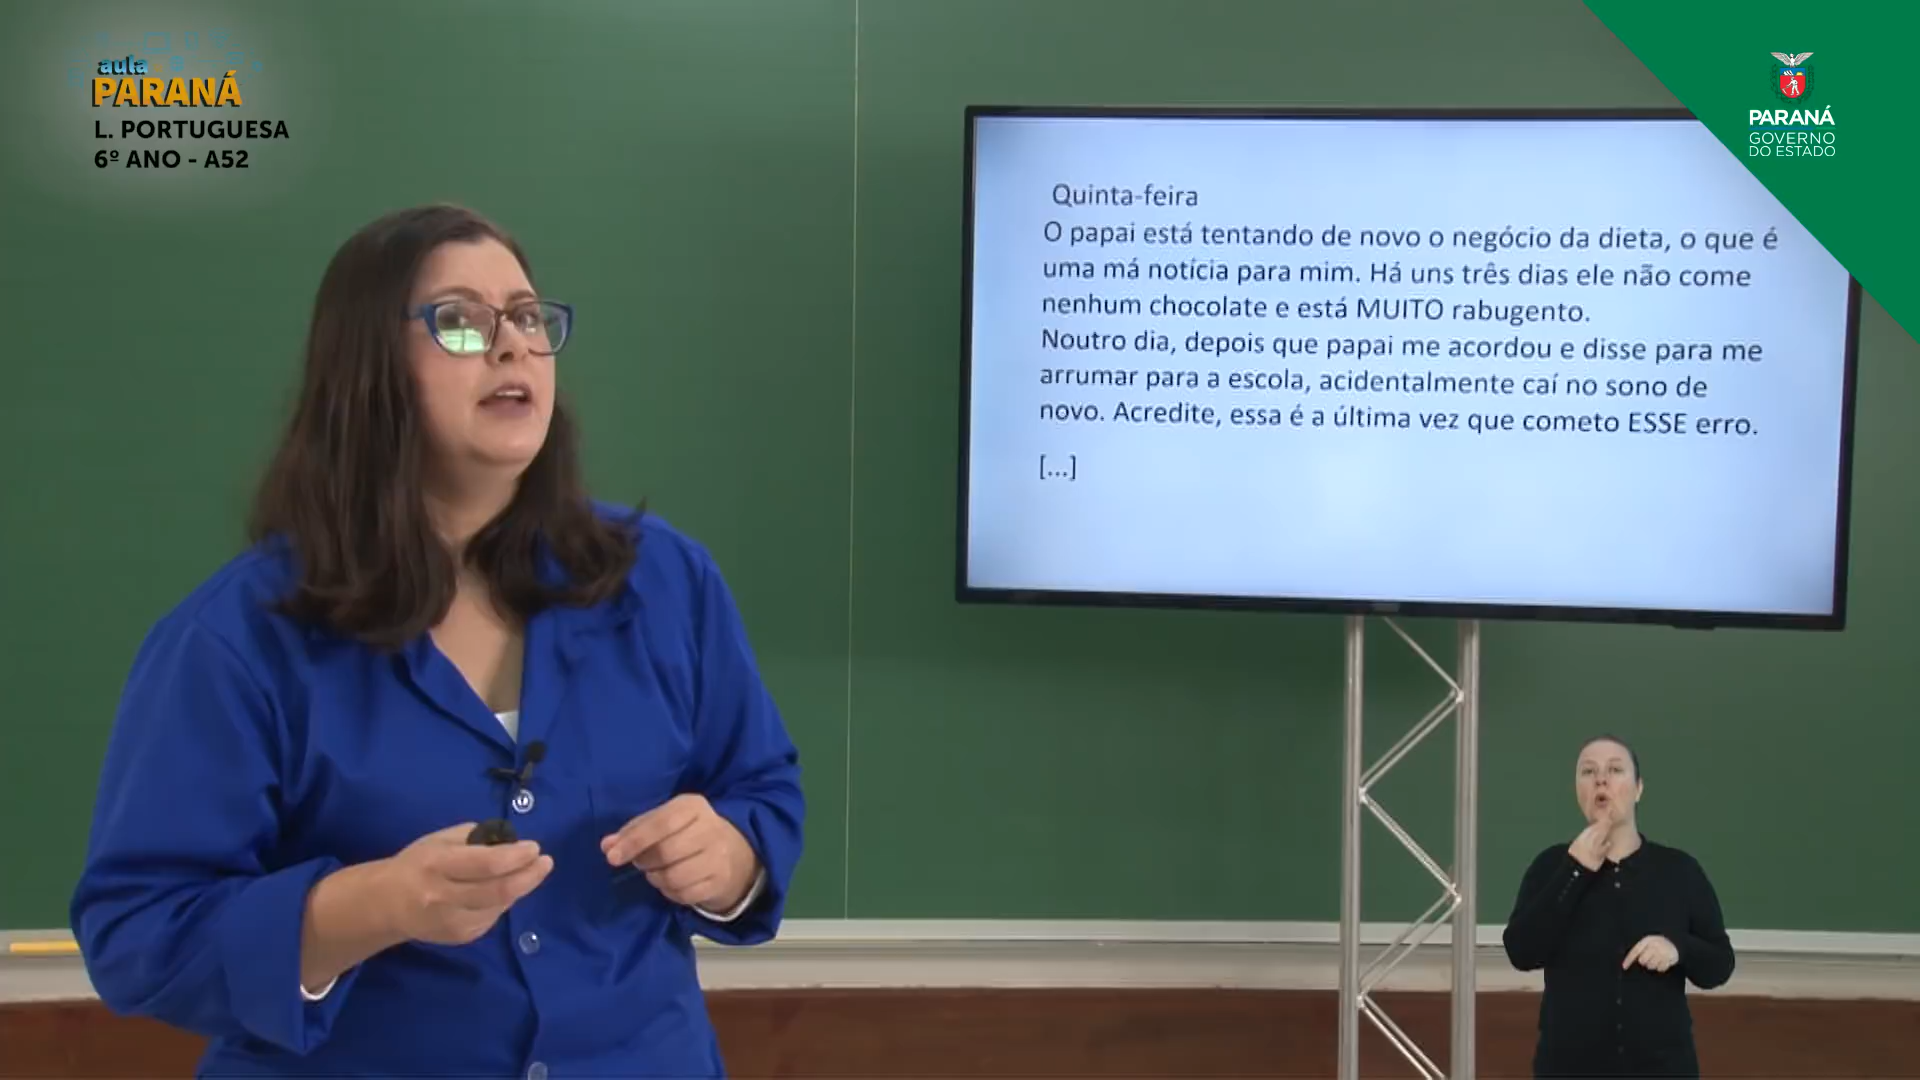 aula
PARANÁ
L. PORTUGUESA
6º ANO - A52
PARANÁ
GOVERNO
DO ESTADO
Quinta-feira
O papai está tentando de novo o negócio da dieta, o que é
uma má notícia para mim. Há uns três dias ele não come
nenhum chocolate e está MUITO rabugento.
Noutro dia, depois que papai me acordou e disse para me
arrumar para a escola, acidentalmente caí no sono de
novo. Acredite, essa é a última vez que cometo ESSE erro.
[...]